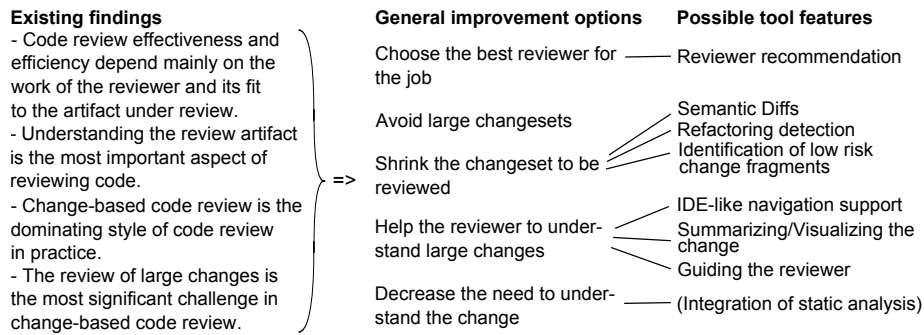 Existing findings
- Code review effectiveness and
efficiency depend mainly on the
work of the reviewer and its fit
to the artifact under review.
- Understanding the review artifact
is the most important aspect of
reviewing code.
- Change-based code review is the
dominating style of code review
in practice.
- The review of large changes is
the most significant challenge in
change-based code review.
=>
General improvement options
Choose the best reviewer for
the job
Avoid large changesets
Shrink the changeset to be
reviewed
Help the reviewer to under-
stand large changes
Decrease the need to under-
stand the change
Possible tool features
Reviewer recommendation
Semantic Diffs
Refactoring detection
Identification of low risk
change fragments
IDE-like navigation support
Summarizing/Visualizing the
change
Guiding the reviewer
(Integration of static analysis)